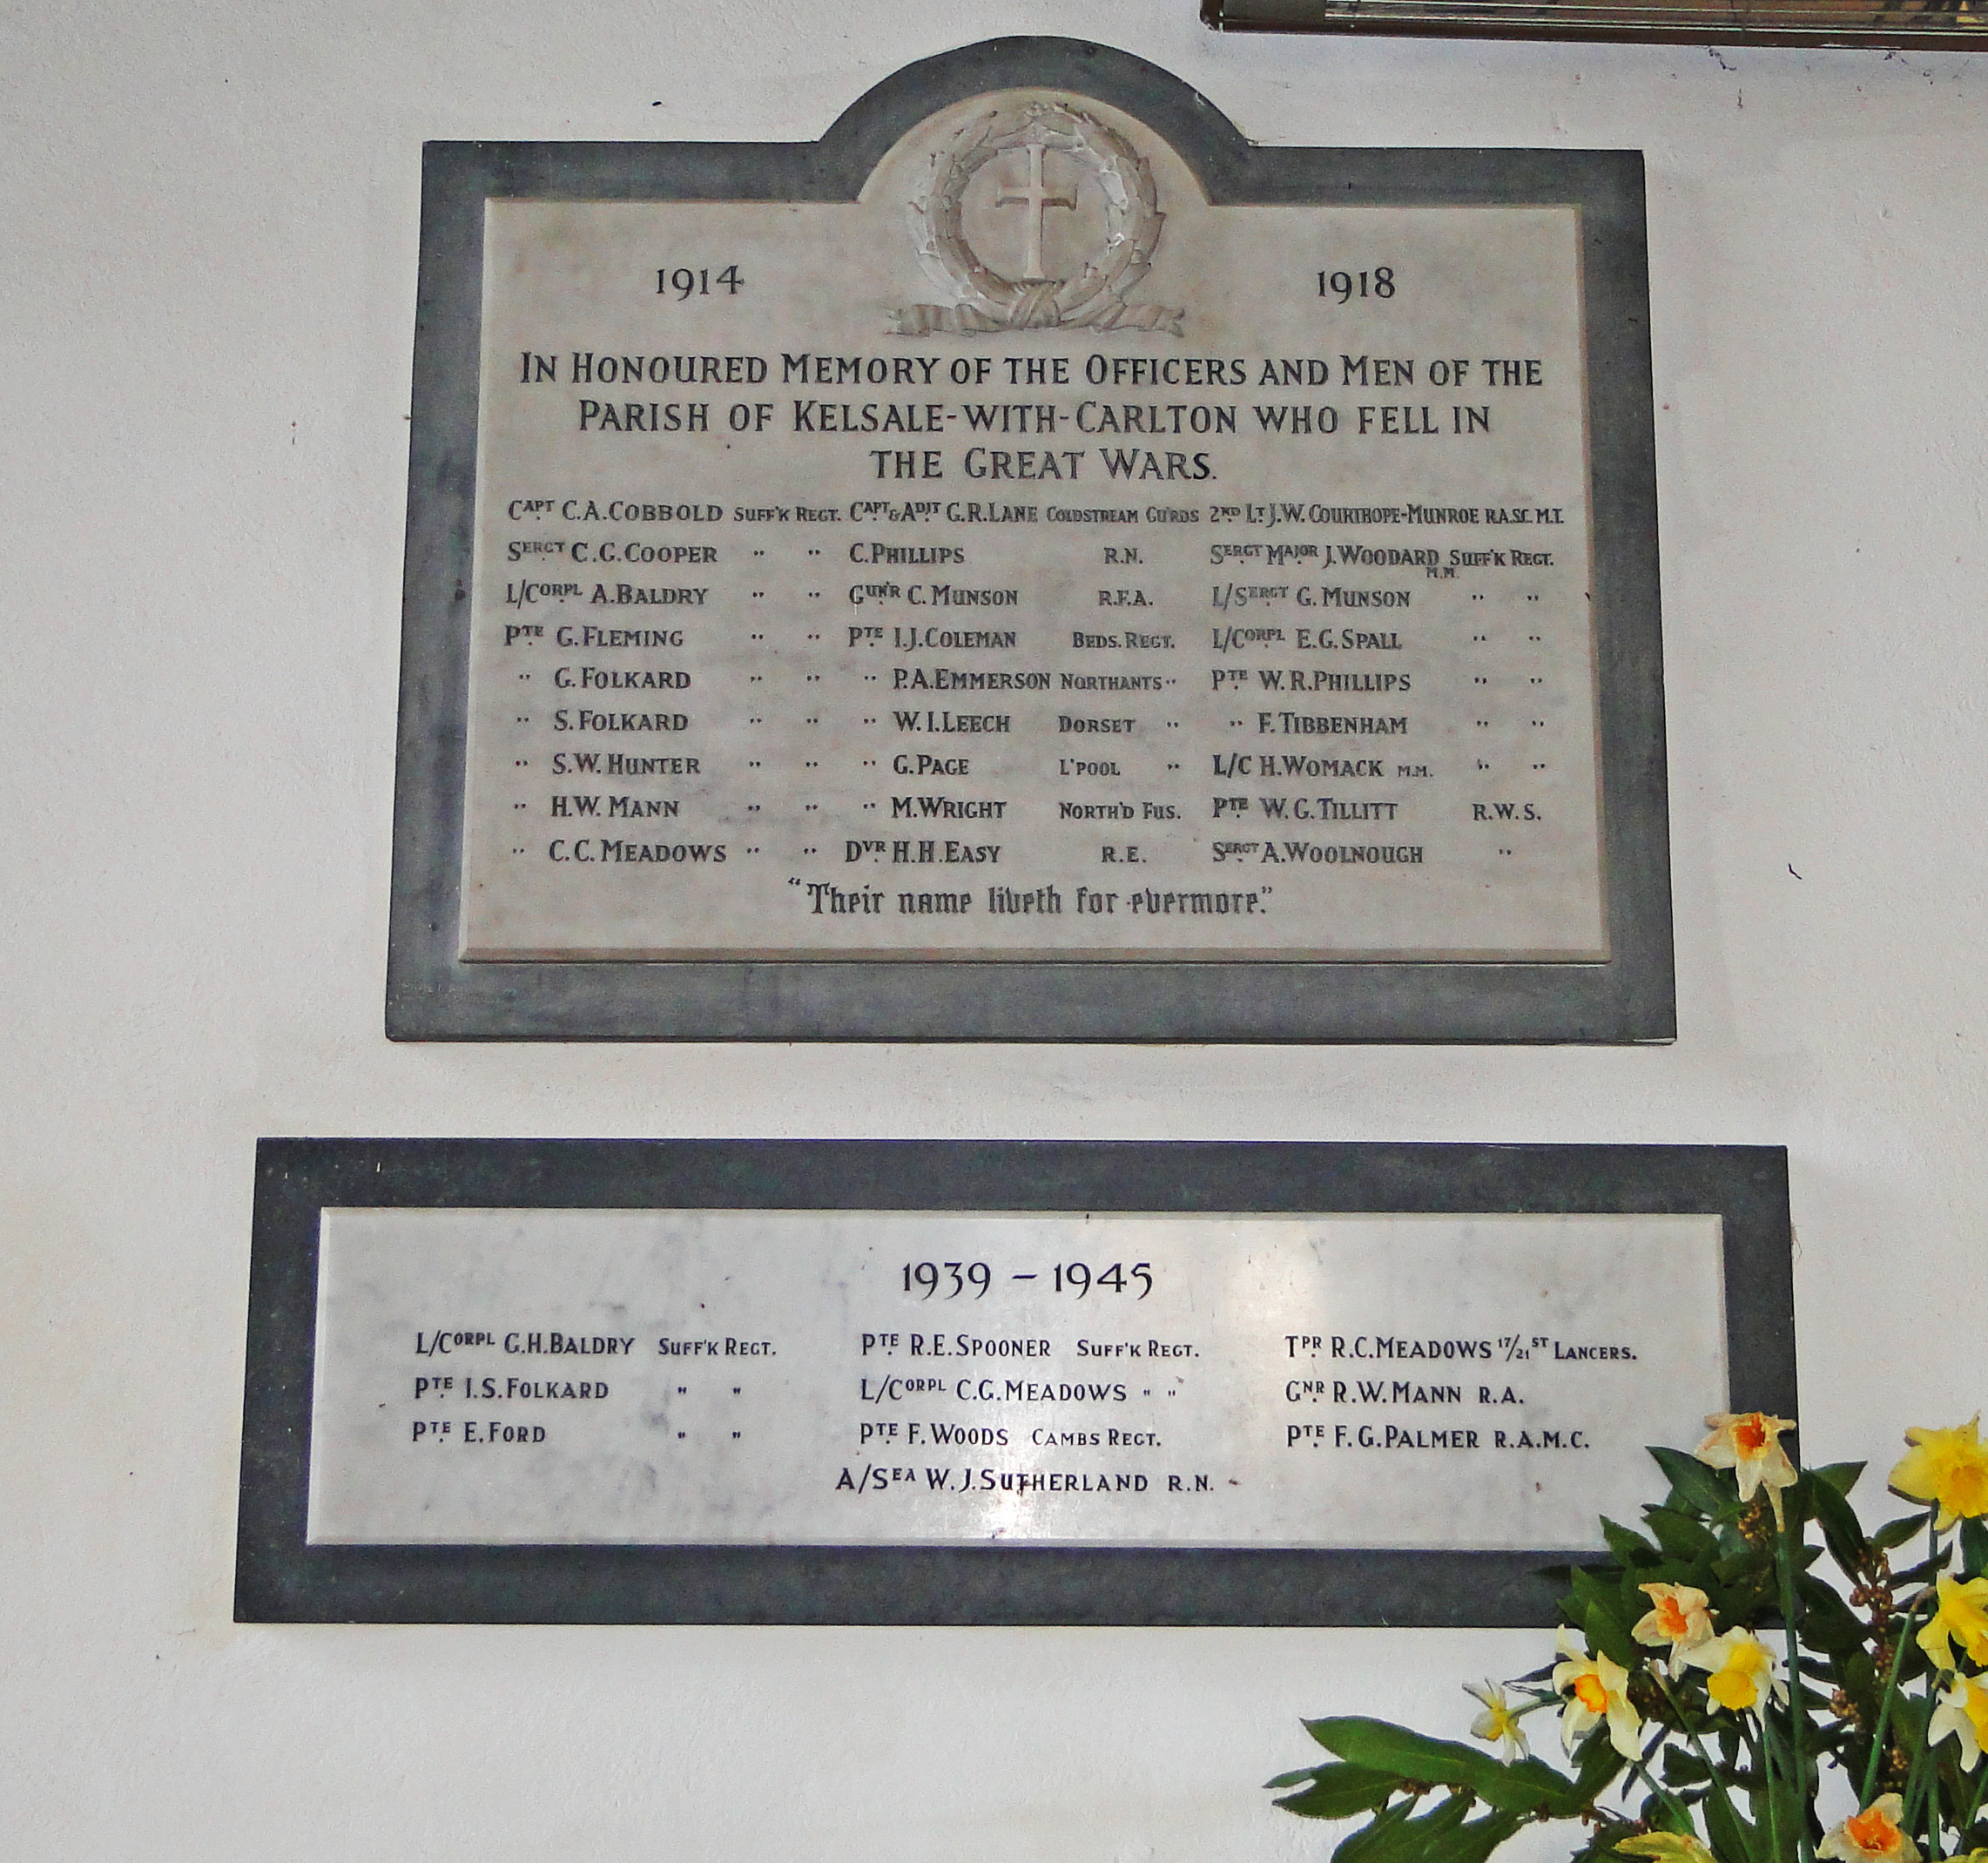 1914 1918
IN HONOURED MEMORY OF THE OFFICERS AND MEN OF THE
PARISH OF KELSALE-WITH-CARLTON WHO FELL IN
THE GREAT WARS.
CAPT C.A.COBBOLD SUFF'K REGT. CAPT & ADJT G.R.LANE COLDSTREAM GU'RDS 2ND LT J.W. COURTHOPE-MUNROE R.A.S.C. M.T.
SERGT C.G.COOPER " " C.PHILLIPS R.N. SERGT MAJOR J.WOODARD M.M. SUFF'K REGT.
L/CORPL A.BALDRY " " GUN'R C.MUNSON R.F.A. L/SERGT G.MUNSON " "
PTE G.FLEMING " " PTE I.J.COLEMAN BEDS.REGT. L/CORPL E.G.SPALL " "
" G.FOLKARD " " " P.A.EMMERSON NORTHANTS " PTE W.R.PHILLIPS " "
" S.FOLKARD " " " W.I.LEECH DORSET " " F.TIBBENHAM " "
" S.W.HUNTER " " " G.PAGE L'POOL " L/C H.WOMACK M.M. " "
" H.W.MANN " " " M.WRIGHT NORTH'D FUS. PTE W.G.TILLITT R.W.S.
" C.C.MEADOWS " " DVR H.H.EASY R.E. SERGT A.WOOLNOUGH "
"Their name liveth for evermore."
1939 – 1945
L/CORPL G.H.BALDRY SUFF'K REGT. PTE R.E.SPOONER SUFF'K REGT. TPR R.C.MEADOWS 17/21ST LANCERS.
PTE I.S.FOLKARD " " L/CORPL C.G.MEADOWS " " GNR R.W.MANN R.A.
PTE E.FORD " " PTE F.WOODS CAMBS REGT. PTE F.G.PALMER R.A.M.C.
A/SEA W.J.SUTHERLAND R.N.